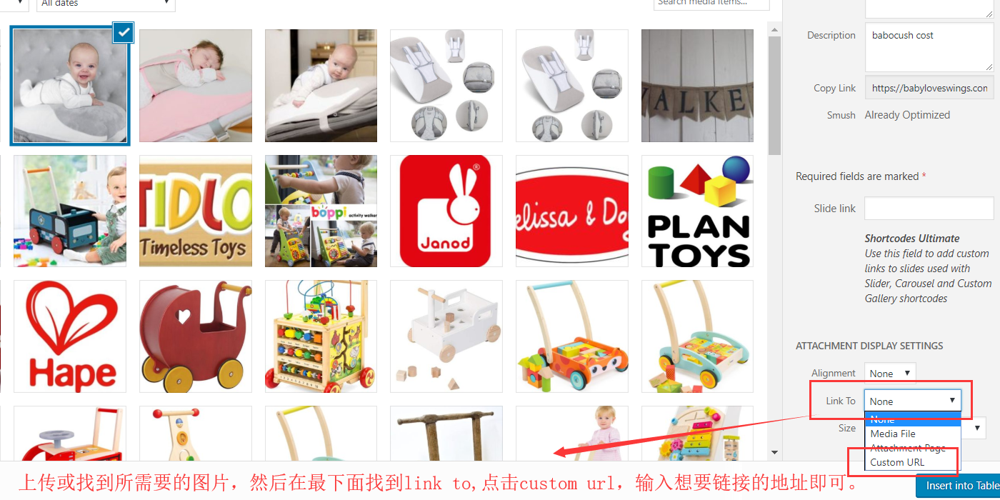 All dates
Search media items...
Description
babocush cost
Copy Link
https://babyloveswings.con
Smush
Already Optimized
WALKE
Required fields are marked *
Slide link
Shortcodes Ultimate
Use this field to add custom
links to slides used with
Slider, Carousel and Custom
Gallery shortcodes
TIDLO
Timeless Toys
boppi activity walker
®
Janod
elissa & Do
PLAN
TOYS
Hape
ATTACHMENT DISPLAY SETTINGS
Alignment
None
Link To
None
None
Size
Media File
Attachment Page
Custom URL
上传或找到所需要的图片，然后在最下面找到link to,点击custom url，输入想要链接的地址即可。
Insert into Table